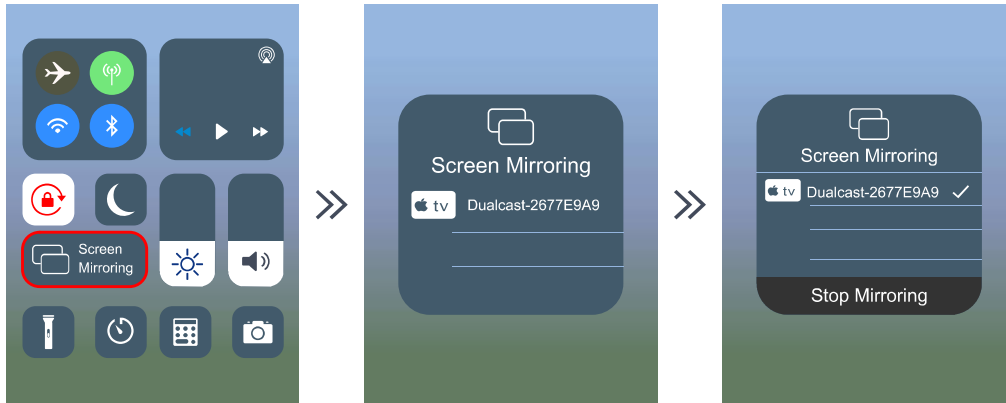 Screen
Mirroring
Screen Mirroring
tv Dualcast-2677E9A9
Screen Mirroring
tv Dualcast-2677E9A9
Stop Mirroring